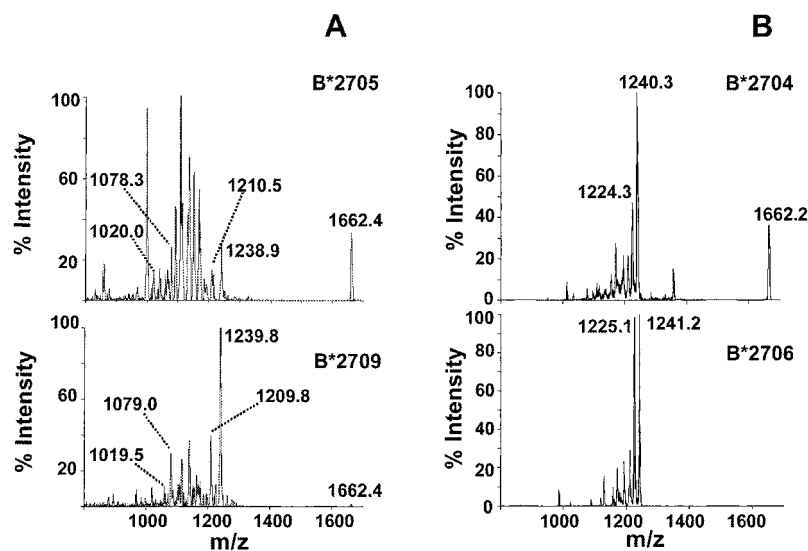 A
B*2705
100
60
20
% Intensity
1078.3
1020.0
1210.5
1238.9
1662.4
B*2709
100
60
20
% Intensity
1079.0
1019.5
1239.8
1209.8
1662.4
1000 1200 1400 1600
m/z
B
B*2704
100
80
60
40
20
0
% Intensity
1240.3
1224.3
1662.2
B*2706
100
80
60
40
20
0
% Intensity
1225.1
1241.2
1000 1200 1400 1600
m/z